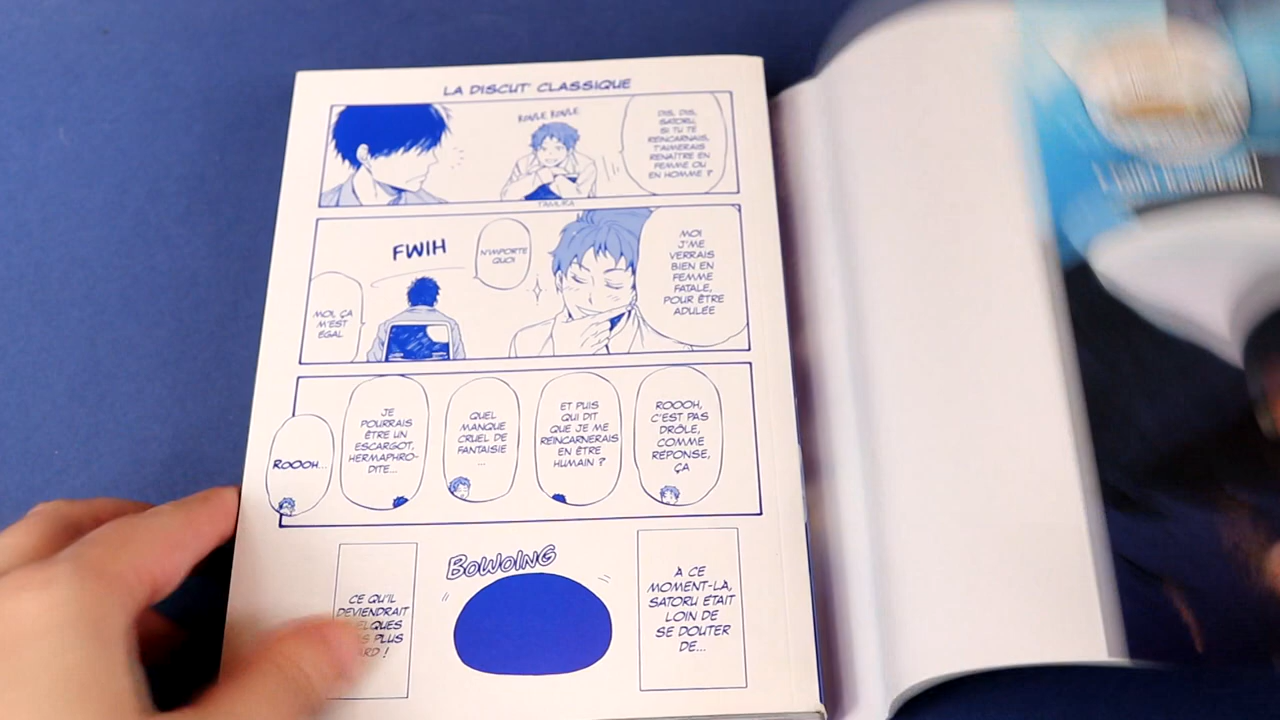 LA DISCUT' CLASSIQUE
DIS, DIS,
SATORU,
SI TU TE
RÉINCARNAIS,
T'AIMERAIS
RENAÎTRE EN
FEMME OU
EN HOMME ?
ROULE ROULE
TAMURA
MOI
J'ME
VERRAIS
BIEN EN
FEMME
FATALE,
POUR ÊTRE
ADULÉE
N'IMPORTE
QUOI
FWIH
MOI, ÇA
M'EST
ÉGAL
ROOOH,
C'EST PAS
DRÔLE,
COMME
RÉPONSE,
ÇA
ET PUIS
QUI DIT
QUE JE ME
RÉINCARNERAIS
EN ÊTRE
HUMAIN ?
QUEL
MANQUE
CRUEL DE
FANTAISIE
...
JE
POURRAIS
ÊTRE UN
ESCARGOT,
HERMAPHRO-
DITE...
ROOOH...
À CE
MOMENT-LÀ,
SATORU ÉTAIT
LOIN DE
SE DOUTER
DE...
BOWOING
CE QU'IL
DEVIENDRAIT
PLUS